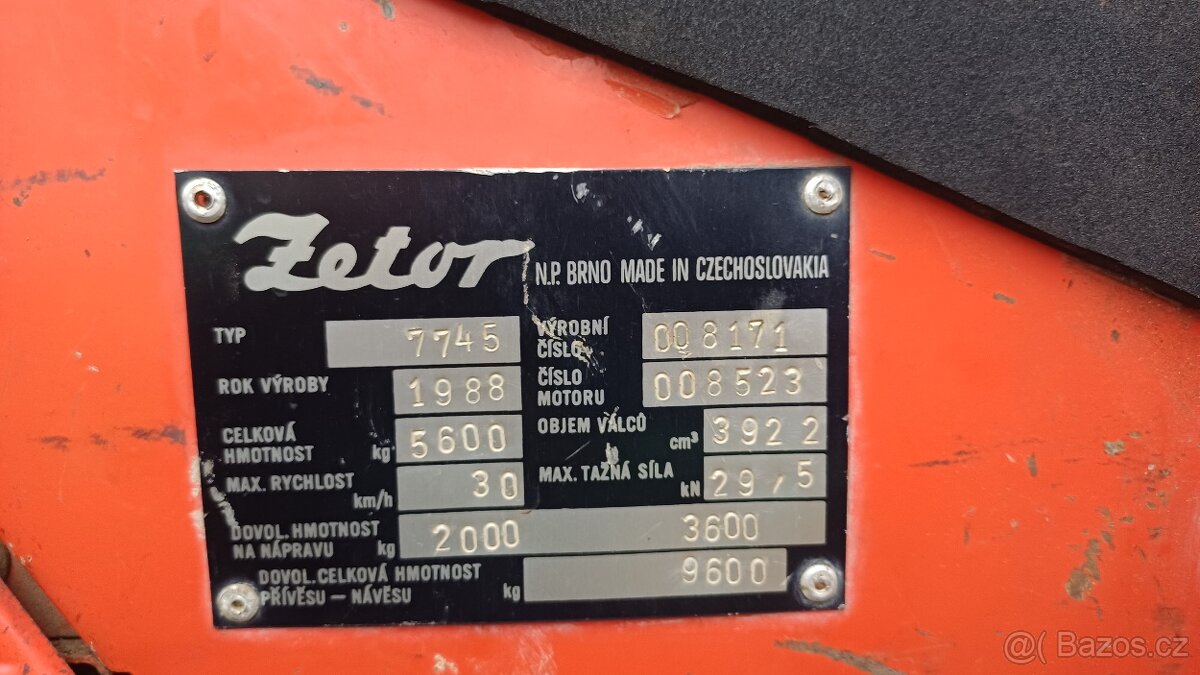 Zetor N.P. BRNO MADE IN CZECHOSLOVAKIA
TYP 7745
VÝROBNÍ ČÍSLO 008171
ROK VÝROBY 1988
ČÍSLO MOTORU 008523
CELKOVÁ HMOTNOST kg 5600
OBJEM VÁLCŮ cm³ 3922
MAX. RYCHLOST km/h 30
MAX. TAZNÁ SÍLA kN 29,5
DOVOL. HMOTNOST NA NÁPRAVU kg 2000 3600
DOVOL. CELKOVÁ HMOTNOST PŘÍVĚSU – NÁVĚSU kg 9600
@( Bazos.cz